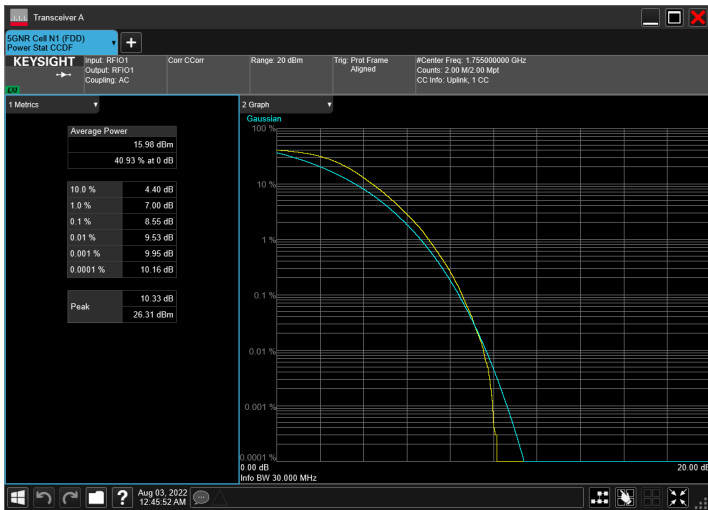 Transceiver A
5GNR Cell N1 (FDD)
Power Stat CCDF
KEYSIGHT
Input: RFIO1
Output: RFIO1
Coupling: AC
Corr CCorr
Range: 20 dBm
Trig: Prot Frame
Aligned
#Center Freq: 1.755000000 GHz
Counts: 2.00 M/2.00 Mpt
CC Info: Uplink, 1 CC
LXI
1 Metrics
Average Power
15.98 dBm
40.93 % at 0 dB
10.0 % 4.40 dB
1.0 % 7.00 dB
0.1 % 8.55 dB
0.01 % 9.53 dB
0.001 % 9.95 dB
0.0001 % 10.16 dB
Peak
10.33 dB
26.31 dBm
2 Graph
Gaussian
100 %
10 %
1 %
0.1 %
0.01 %
0.001 %
0.0001 %
0.00 dB
20.00 dB
Info BW 30.000 MHz
?
Aug 03, 2022
12:45:52 AM